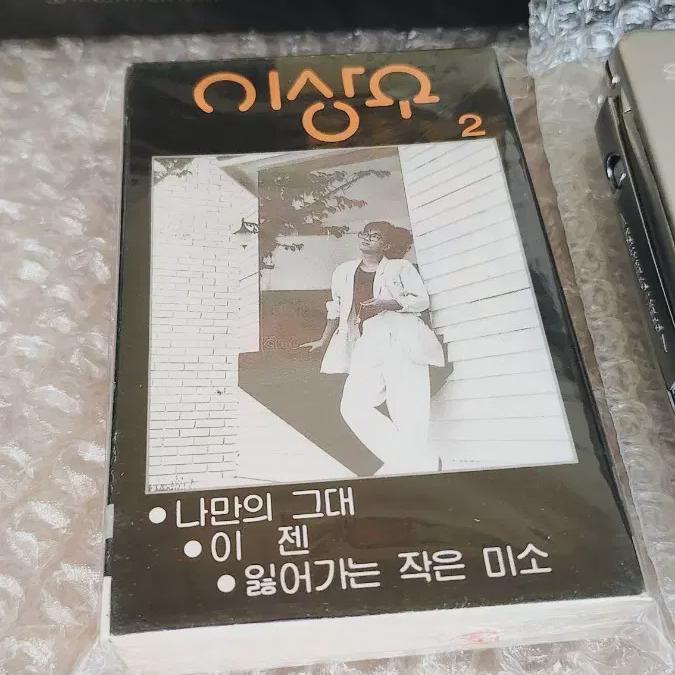 이상우
2
•나만의 그대
•이 젠
•잃어가는 작은 미소